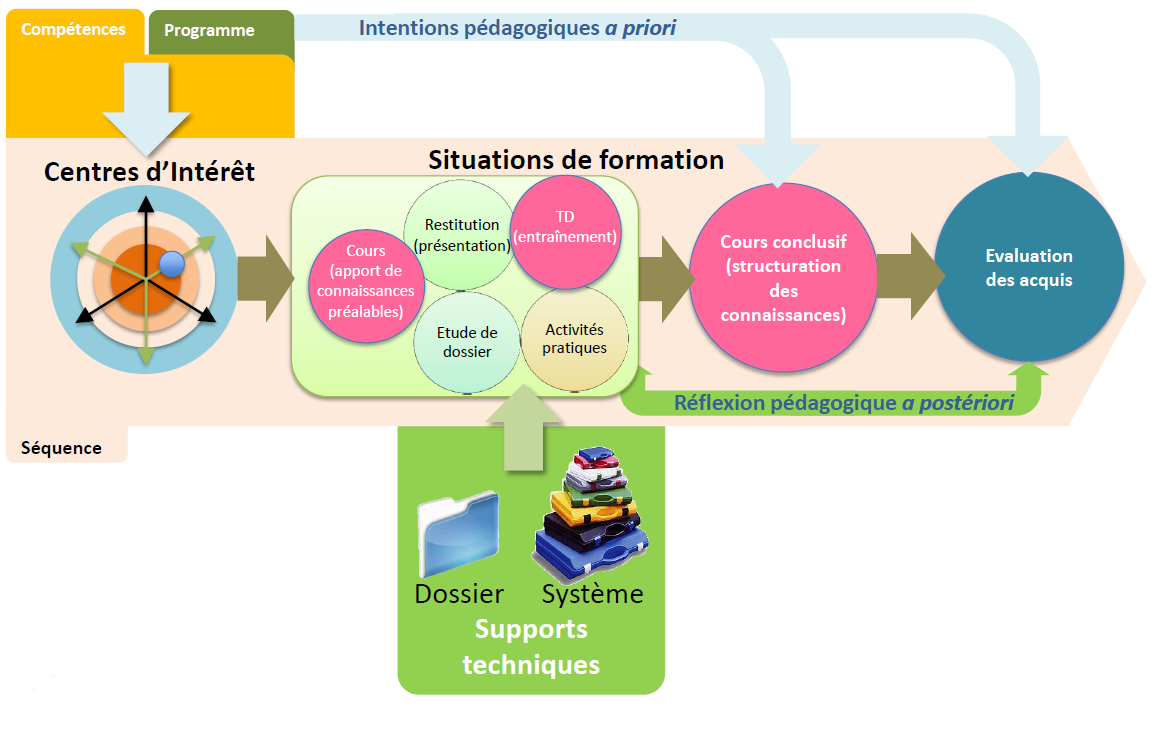 Compétences
Programme
Intentions pédagogiques a priori
Centres d’Intérêt
Situations de formation
Cours
(apport de
connaissances
préalables)
Restitution
(présentation)
TD
(entraînement)
Etude de
dossier
Activités
pratiques
Cours conclusif
(structuration
des
connaissances)
Evaluation
des acquis
Réflexion pédagogique a postériori
Séquence
Dossier
Système
Supports
techniques